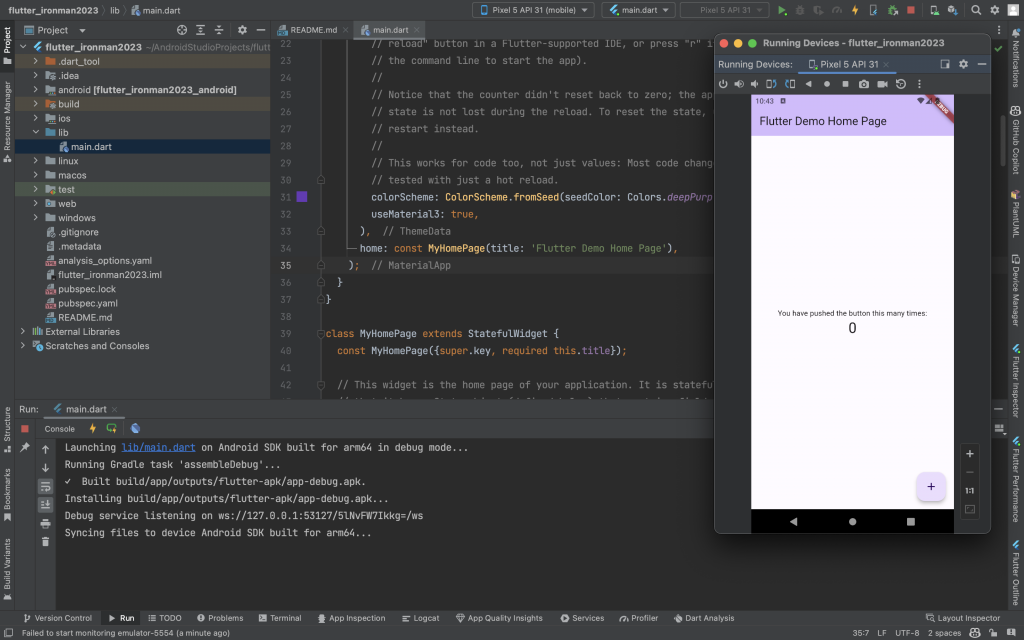 flutter_ironman2023 lib main.dart
Pixel 5 API 31 (mobile) main.dart Pixel 5 API 31
Project
README.md main.dart
flutter_ironman2023 ~/AndroidStudioProjects/flutt
.dart_tool
.idea
android [flutter_ironman2023_android]
build
ios
lib
main.dart
linux
macos
test
web
windows
.gitignore
.metadata
analysis_options.yaml
flutter_ironman2023.iml
pubspec.lock
pubspec.yaml
README.md
External Libraries
Scratches and Consoles
Project
Resource Manager
Structure
Bookmarks
Build Variants
22 // reload" button in a Flutter-supported IDE, or press "r" i
23 // the command line to start the app).
24 //
25 // Notice that the counter didn't reset back to zero; the ap
26 // state is not lost during the reload. To reset the state,
27 // restart instead.
28 //
29 // This works for code too, not just values: Most code chang
30 // tested with just a hot reload.
31 colorScheme: ColorScheme.fromSeed(seedColor: Colors.deepPurp
32 useMaterial3: true,
33 ), // ThemeData
34 home: const MyHomePage(title: 'Flutter Demo Home Page'),
35 ); // MaterialApp
36 }
37 }
38
39 class MyHomePage extends StatefulWidget {
40 const MyHomePage({super.key, required this.title});
41
42 // This widget is the home page of your application. It is statef
Running Devices - flutter_ironman2023
Running Devices: Pixel 5 API 31
10:43
DEBUG
Flutter Demo Home Page
You have pushed the button this many times:
0
+
+
1:1
Notifications
GitHub Copilot
PlantUML
Device Manager
Flutter Inspector
Flutter Performance
Flutter Outline
Run: main.dart
Console
Launching lib/main.dart on Android SDK built for arm64 in debug mode...
Running Gradle task 'assembleDebug'...
✓ Built build/app/outputs/flutter-apk/app-debug.apk.
Installing build/app/outputs/flutter-apk/app-debug.apk...
Debug service listening on ws://127.0.0.1:53127/5lNvFW7Ikkg=/ws
Syncing files to device Android SDK built for arm64...
Version Control Run TODO Problems Terminal App Inspection Logcat App Quality Insights Services Profiler Dart Analysis Layout Inspector
Failed to start monitoring emulator-5554 (a minute ago) 35:7 LF UTF-8 2 spaces